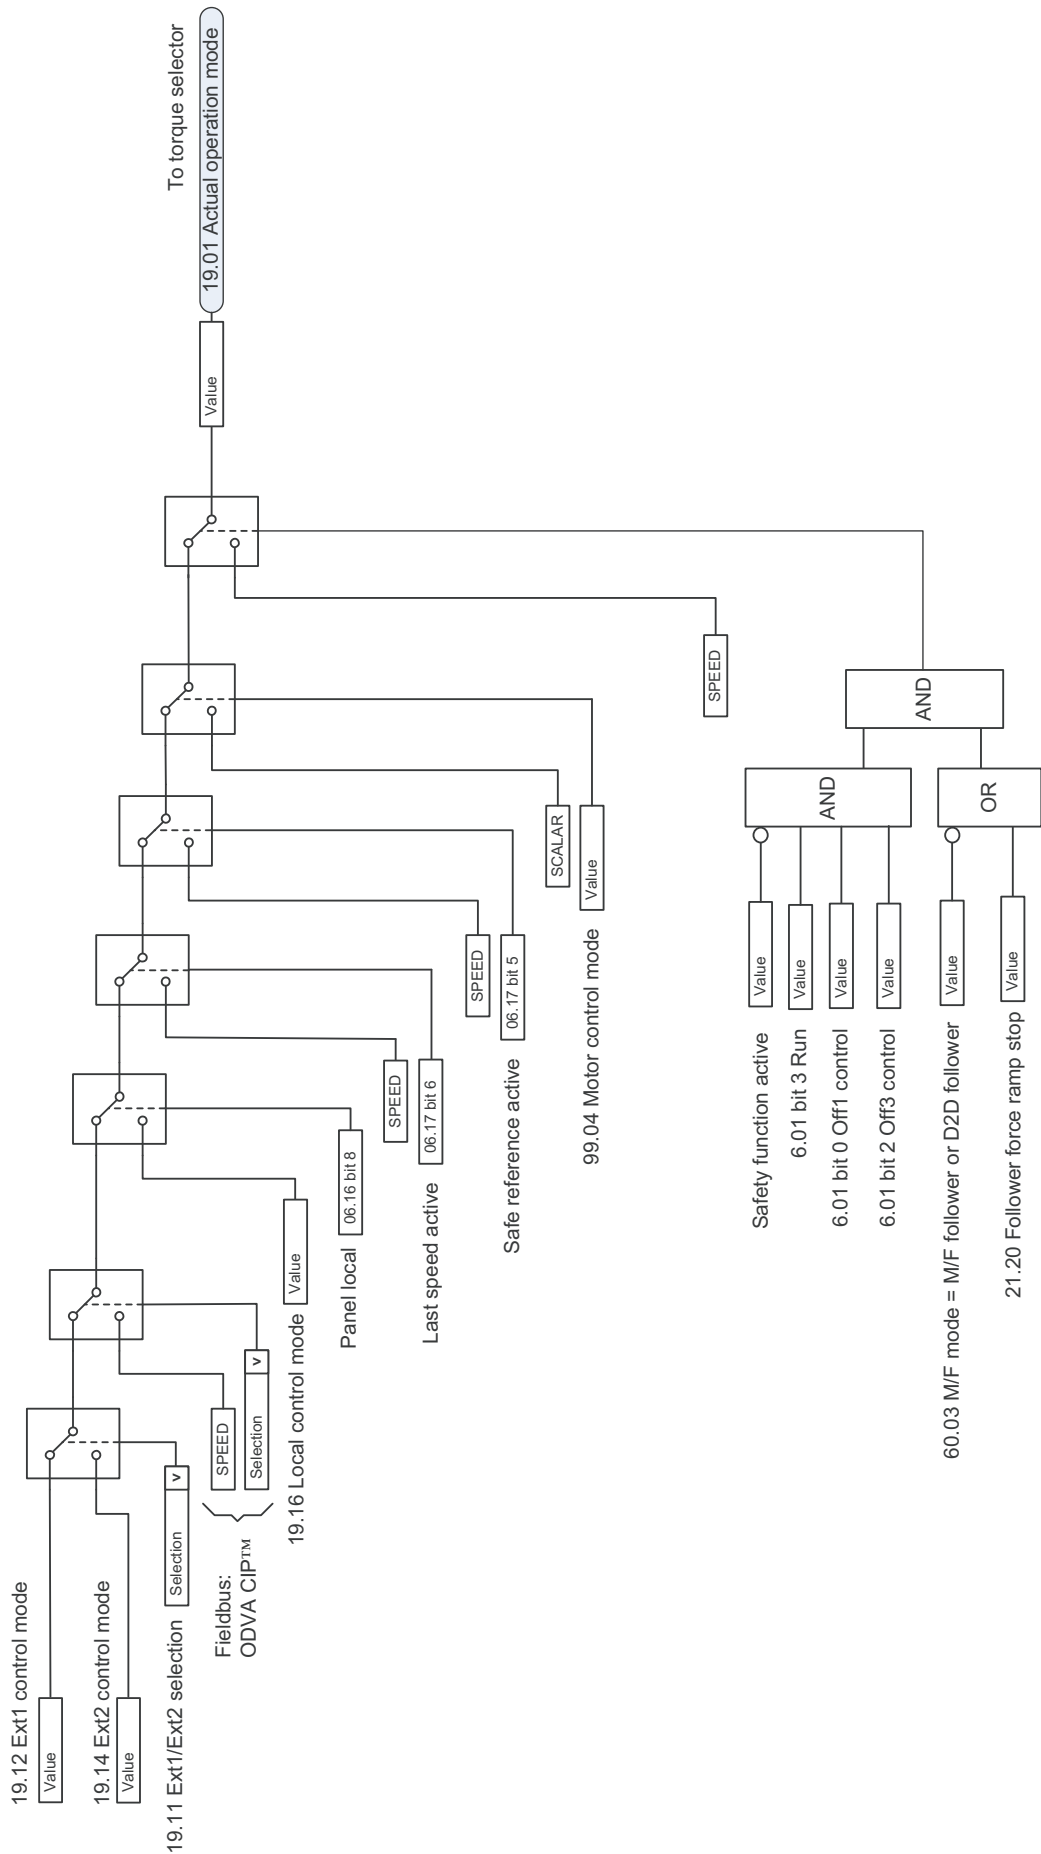 19.12 Ext1 control mode
Value
19.14 Ext2 control mode
Value
19.11 Ext1/Ext2 selection
Selection
v
Fieldbus:
ODVA CIP™
SPEED
Selection
v
19.16 Local control mode
Value
Panel local
06.16 bit 8
SPEED
Last speed active
06.17 bit 6
SPEED
Safe reference active
06.17 bit 5
SCALAR
99.04 Motor control mode
Value
SPEED
Safety function active
Value
6.01 bit 3 Run
Value
6.01 bit 0 Off1 control
Value
6.01 bit 2 Off3 control
Value
AND
60.03 M/F mode = M/F follower or D2D follower
Value
21.20 Follower force ramp stop
Value
OR
AND
Value
To torque selector
19.01 Actual operation mode